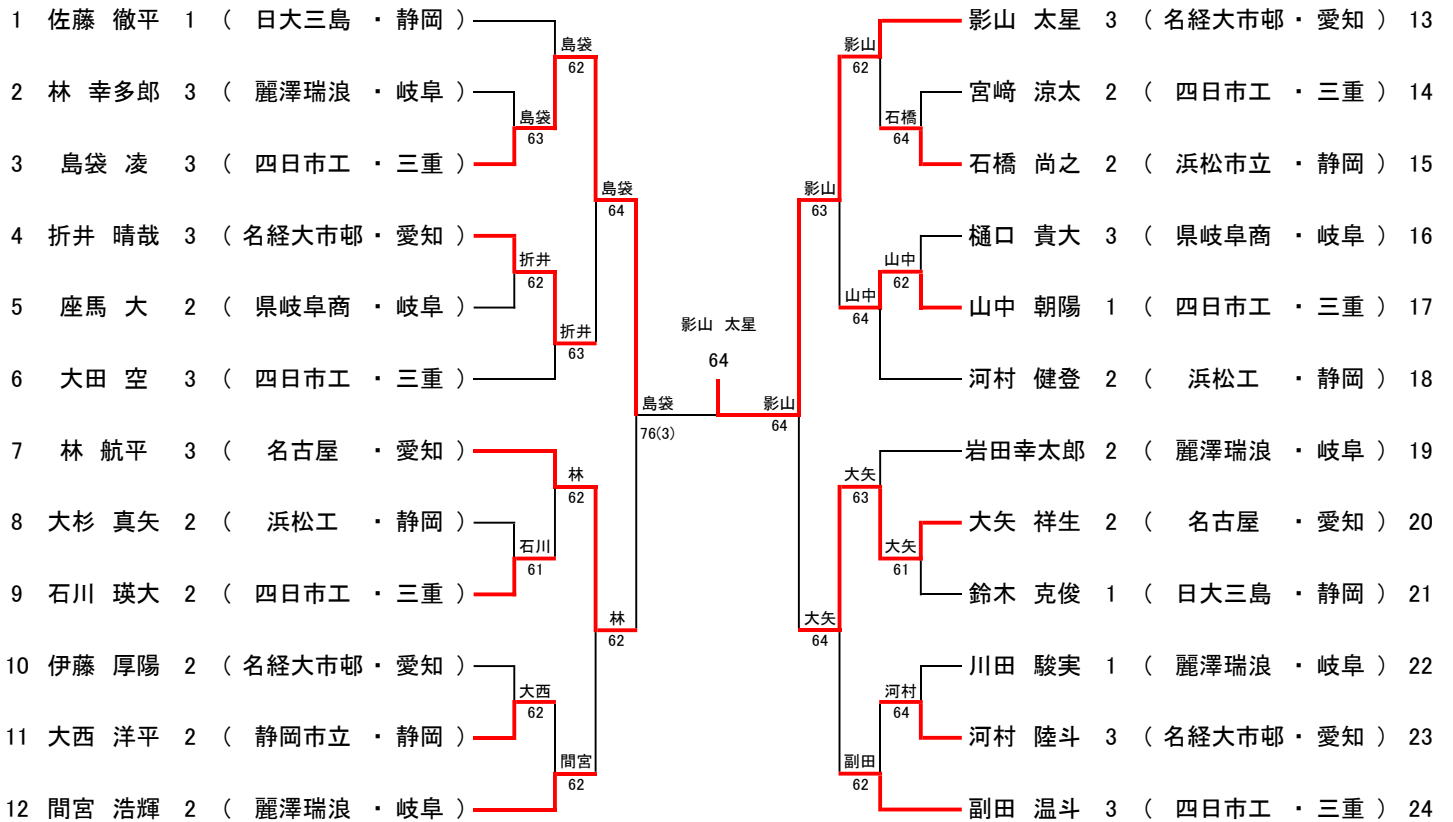 1 佐藤 徹平 1 ( 日大三島 ・ 静岡 )
島袋
62
2 林 幸多郎 3 ( 麗澤瑞浪 ・ 岐阜 )
島袋
63
3 島袋 凌 3 ( 四日市工 ・ 三重 )
島袋
64
4 折井 晴哉 3 ( 名経大市邨 ・ 愛知 )
折井
62
5 座馬 大 2 ( 県岐阜商 ・ 岐阜 )
折井
63
6 大田 空 3 ( 四日市工 ・ 三重 )
島袋
76(3)
7 林 航平 3 ( 名古屋 ・ 愛知 )
林
62
8 大杉 真矢 2 ( 浜松工 ・ 静岡 )
石川
61
9 石川 瑛大 2 ( 四日市工 ・ 三重 )
林
62
10 伊藤 厚陽 2 ( 名経大市邨 ・ 愛知 )
大西
62
11 大西 洋平 2 ( 静岡市立 ・ 静岡 )
間宮
62
12 間宮 浩輝 2 ( 麗澤瑞浪 ・ 岐阜 )
影山 太星
64
影山 太星 3 ( 名経大市邨 ・ 愛知 ) 13
影山
62
宮﨑 涼太 2 ( 四日市工 ・ 三重 ) 14
石橋
64
石橋 尚之 2 ( 浜松市立 ・ 静岡 ) 15
影山
63
樋口 貴大 3 ( 県岐阜商 ・ 岐阜 ) 16
山中
62
山中 朝陽 1 ( 四日市工 ・ 三重 ) 17
山中
64
河村 健登 2 ( 浜松工 ・ 静岡 ) 18
影山
64
岩田幸太郎 2 ( 麗澤瑞浪 ・ 岐阜 ) 19
大矢
63
大矢 祥生 2 ( 名古屋 ・ 愛知 ) 20
大矢
61
鈴木 克俊 1 ( 日大三島 ・ 静岡 ) 21
大矢
64
川田 駿実 1 ( 麗澤瑞浪 ・ 岐阜 ) 22
河村
64
河村 陸斗 3 ( 名経大市邨 ・ 愛知 ) 23
副田
62
副田 温斗 3 ( 四日市工 ・ 三重 ) 24